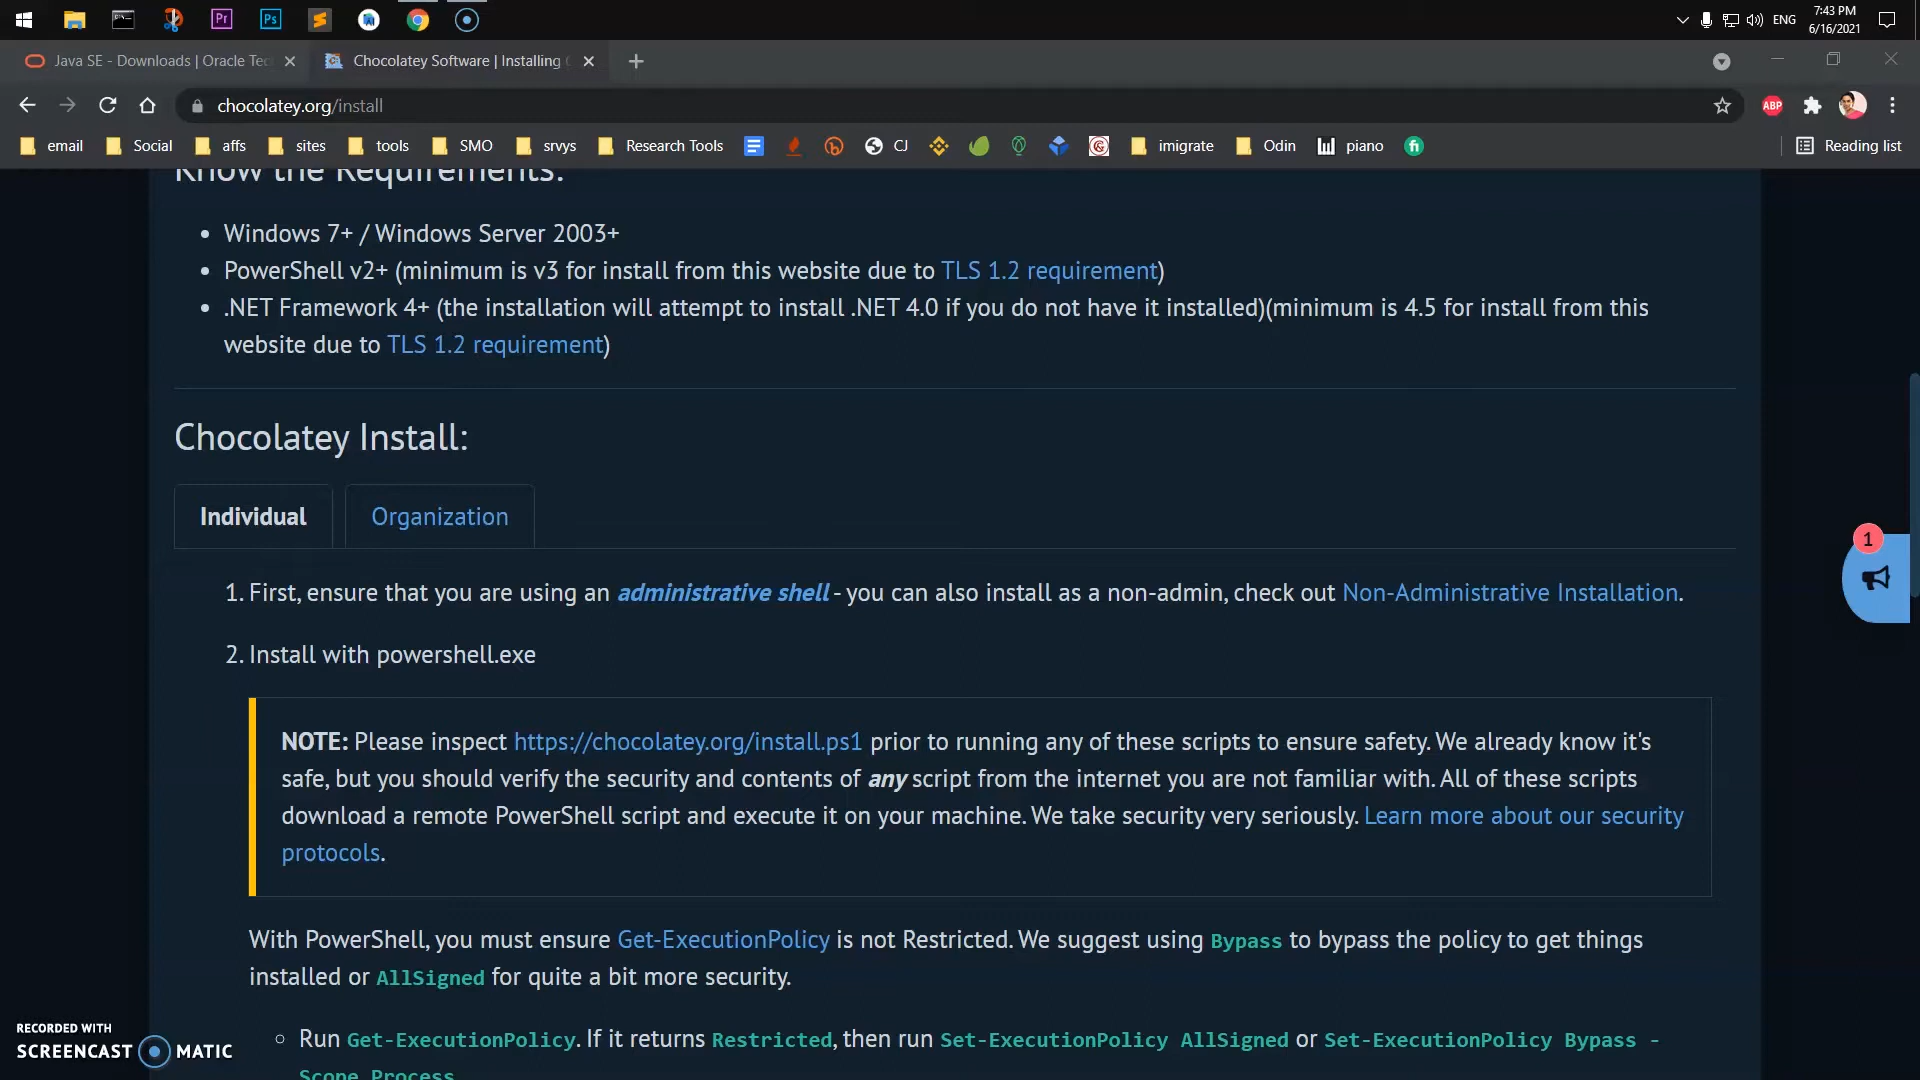 Pr
Ps
ENG
7:43 PM
6/16/2021
Java SE - Downloads | Oracle Tec
Chocolatey Software | Installing C
chocolatey.org/install
ABP
email
Social
affs
sites
tools
SMO
srvys
Research Tools
CJ
imigrate
Odin
piano
fi
Reading list
Know the Requirements:
Windows 7+ / Windows Server 2003+
PowerShell v2+ (minimum is v3 for install from this website due to TLS 1.2 requirement)
.NET Framework 4+ (the installation will attempt to install .NET 4.0 if you do not have it installed)(minimum is 4.5 for install from this
website due to TLS 1.2 requirement)
Chocolatey Install:
Individual
Organization
1
1. First, ensure that you are using an administrative shell - you can also install as a non-admin, check out Non-Administrative Installation.
2. Install with powershell.exe
NOTE: Please inspect https://chocolatey.org/install.ps1 prior to running any of these scripts to ensure safety. We already know it's
safe, but you should verify the security and contents of any script from the internet you are not familiar with. All of these scripts
download a remote PowerShell script and execute it on your machine. We take security very seriously. Learn more about our security
protocols.
With PowerShell, you must ensure Get-ExecutionPolicy is not Restricted. We suggest using Bypass to bypass the policy to get things
installed or AllSigned for quite a bit more security.
Run Get-ExecutionPolicy. If it returns Restricted, then run Set-ExecutionPolicy AllSigned or Set-ExecutionPolicy Bypass -
Scope Process
RECORDED WITH
SCREENCAST MATIC